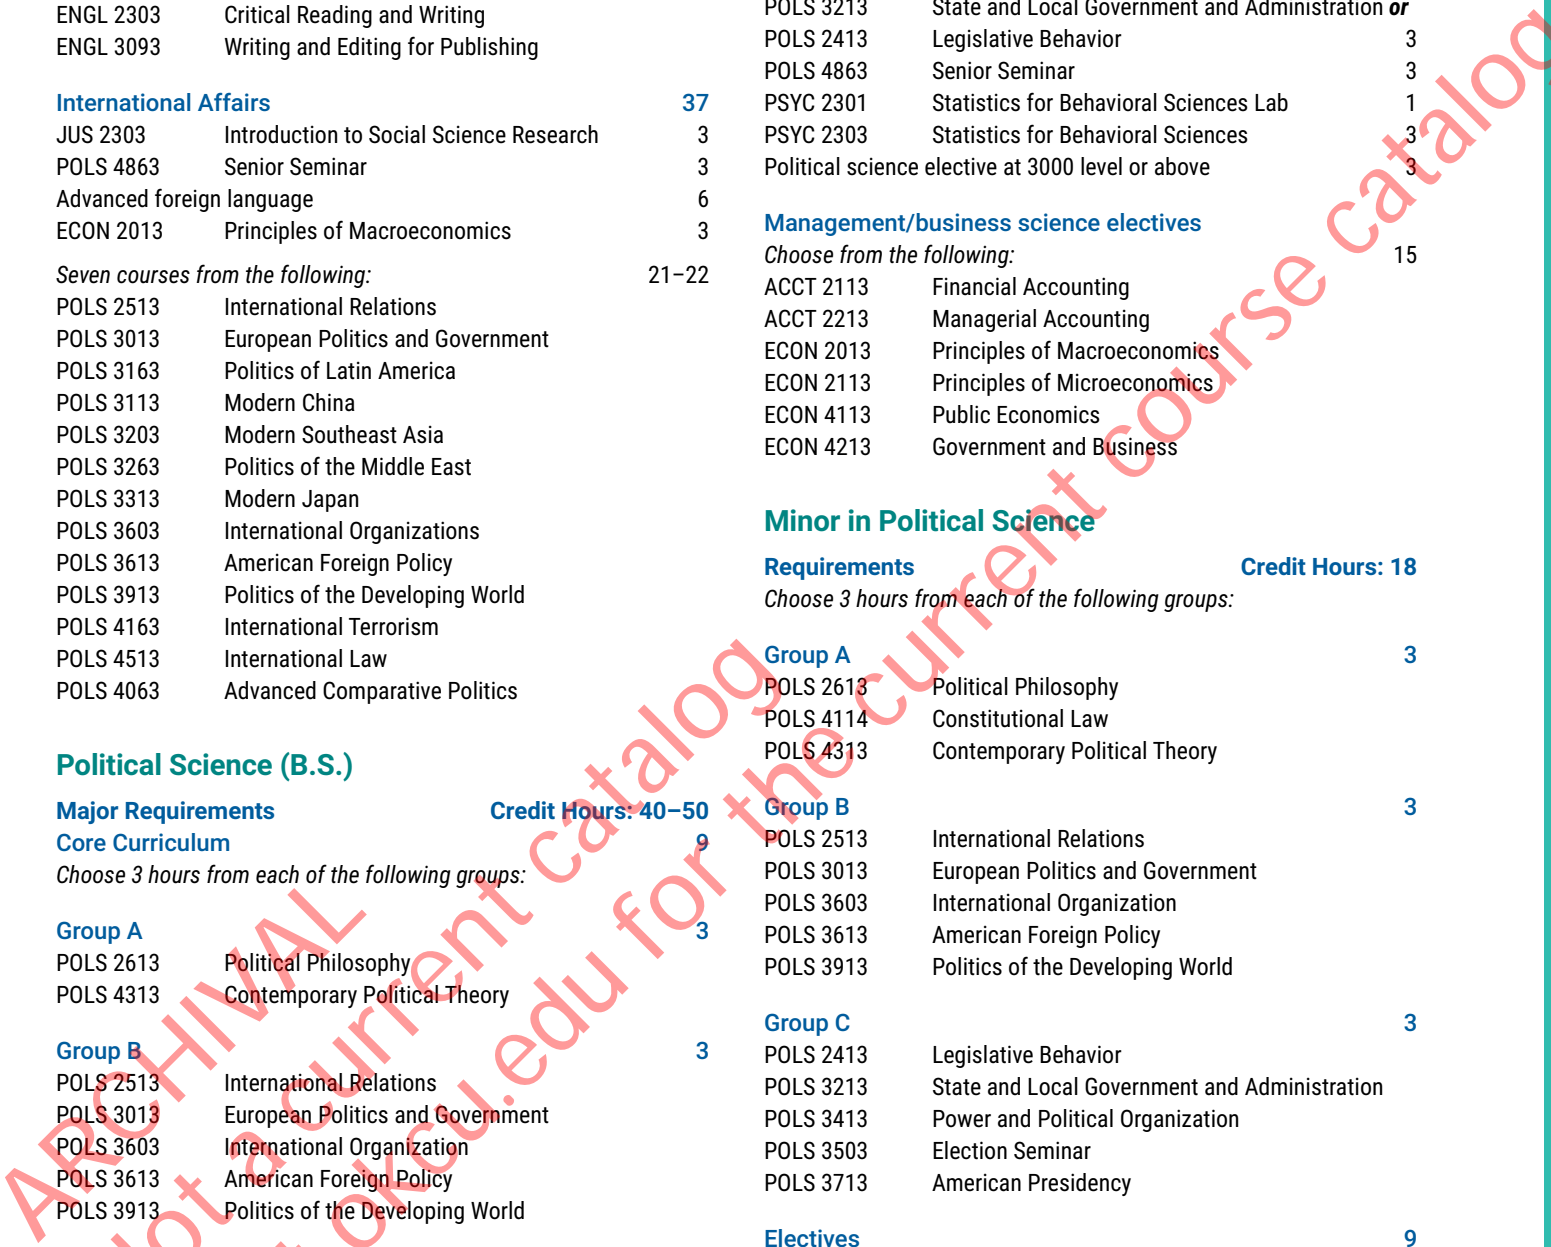 ENGL 2303 Critical Reading and Writing
ENGL 3093 Writing and Editing for Publishing
International Affairs 37
JUS 2303 Introduction to Social Science Research 3
POLS 4863 Senior Seminar 3
Advanced foreign language 6
ECON 2013 Principles of Macroeconomics 3
Seven courses from the following: 21–22
POLS 2513 International Relations
POLS 3013 European Politics and Government
POLS 3163 Politics of Latin America
POLS 3113 Modern China
POLS 3203 Modern Southeast Asia
POLS 3263 Politics of the Middle East
POLS 3313 Modern Japan
POLS 3603 International Organizations
POLS 3613 American Foreign Policy
POLS 3913 Politics of the Developing World
POLS 4163 International Terrorism
POLS 4513 International Law
POLS 4063 Advanced Comparative Politics
Political Science (B.S.)
Major Requirements Credit Hours: 40–50
Core Curriculum 9
Choose 3 hours from each of the following groups:
Group A 3
POLS 2613 Political Philosophy
POLS 4313 Contemporary Political Theory
Group B 3
POLS 2513 International Relations
POLS 3013 European Politics and Government
POLS 3603 International Organization
POLS 3613 American Foreign Policy
POLS 3913 Politics of the Developing World
POLS 3213 State and Local Government and Administration or
POLS 2413 Legislative Behavior 3
POLS 4863 Senior Seminar 3
PSYC 2301 Statistics for Behavioral Sciences Lab 1
PSYC 2303 Statistics for Behavioral Sciences 3
Political science elective at 3000 level or above 3
Management/business science electives
Choose from the following: 15
ACCT 2113 Financial Accounting
ACCT 2213 Managerial Accounting
ECON 2013 Principles of Macroeconomics
ECON 2113 Principles of Microeconomics
ECON 4113 Public Economics
ECON 4213 Government and Business
Minor in Political Science
Requirements Credit Hours: 18
Choose 3 hours from each of the following groups:
Group A 3
POLS 2613 Political Philosophy
POLS 4114 Constitutional Law
POLS 4313 Contemporary Political Theory
Group B 3
POLS 2513 International Relations
POLS 3013 European Politics and Government
POLS 3603 International Organization
POLS 3613 American Foreign Policy
POLS 3913 Politics of the Developing World
Group C 3
POLS 2413 Legislative Behavior
POLS 3213 State and Local Government and Administration
POLS 3413 Power and Political Organization
POLS 3503 Election Seminar
POLS 3713 American Presidency
Electives 9
ARCHIVAL
a current catalog
okcu.edu for the current course catalog